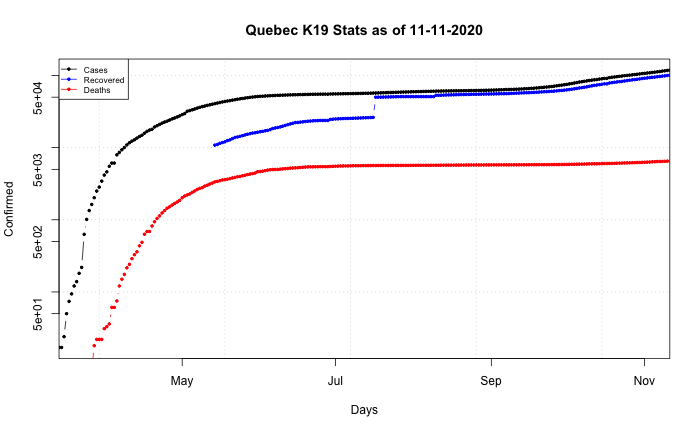 Quebec K19 Stats as of 11-11-2020
Cases
Recovered
Deaths
5e+04
5e+03
5e+02
5e+01
Confirmed
May
Jul
Sep
Nov
Days